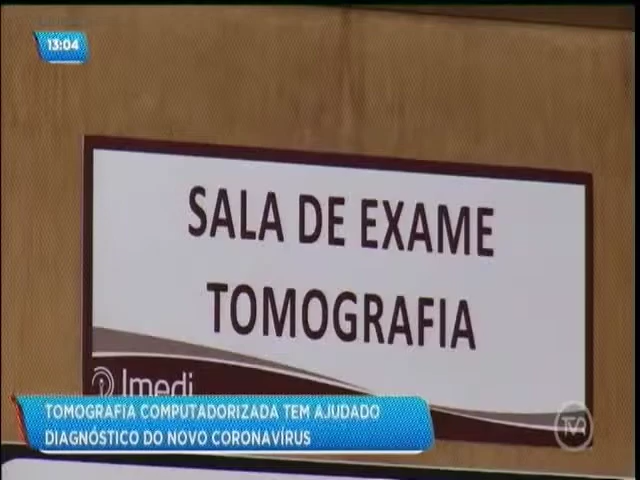 13:04
SALA DE EXAME
TOMOGRAFIA
Imedi
TOMOGRAFIA COMPUTADORIZADA TEM AJUDADO
DIAGNÓSTICO DO NOVO CORONAVÍRUS